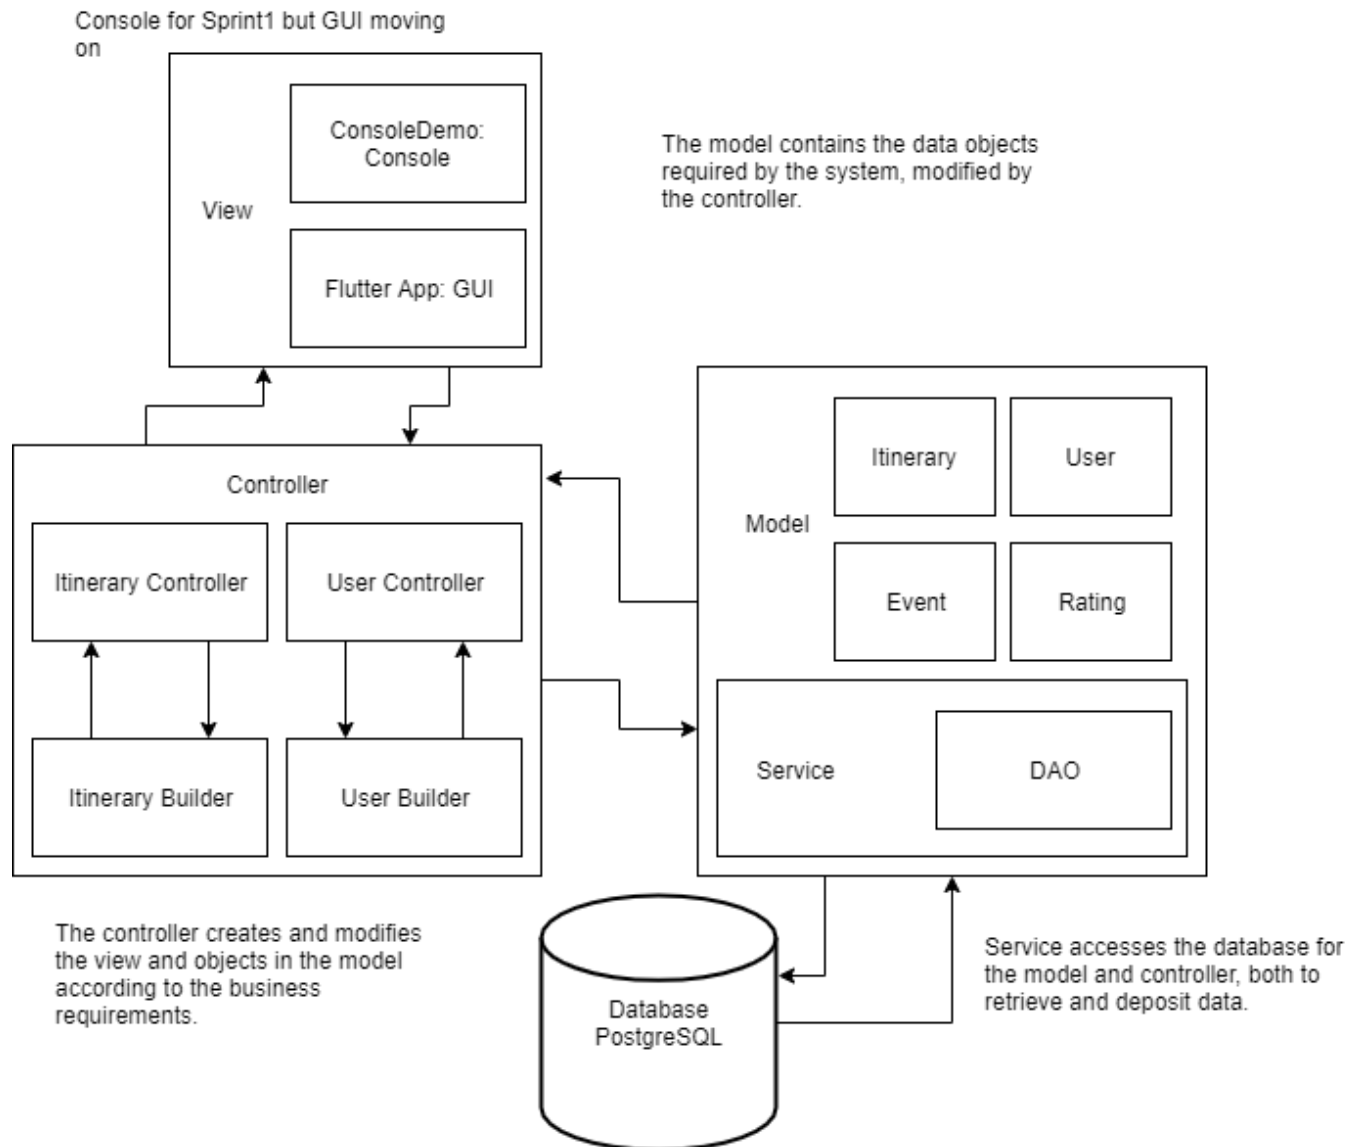 Console for Sprint1 but GUI moving
on
ConsoleDemo:
Console
View
Flutter App: GUI
The model contains the data objects
required by the system, modified by
the controller.
Controller
Itinerary Controller
User Controller
Itinerary Builder
User Builder
Model
Itinerary
User
Event
Rating
Service
DAO
The controller creates and modifies
the view and objects in the model
according to the business
requirements.
Database
PostgreSQL
Service accesses the database for
the model and controller, both to
retrieve and deposit data.